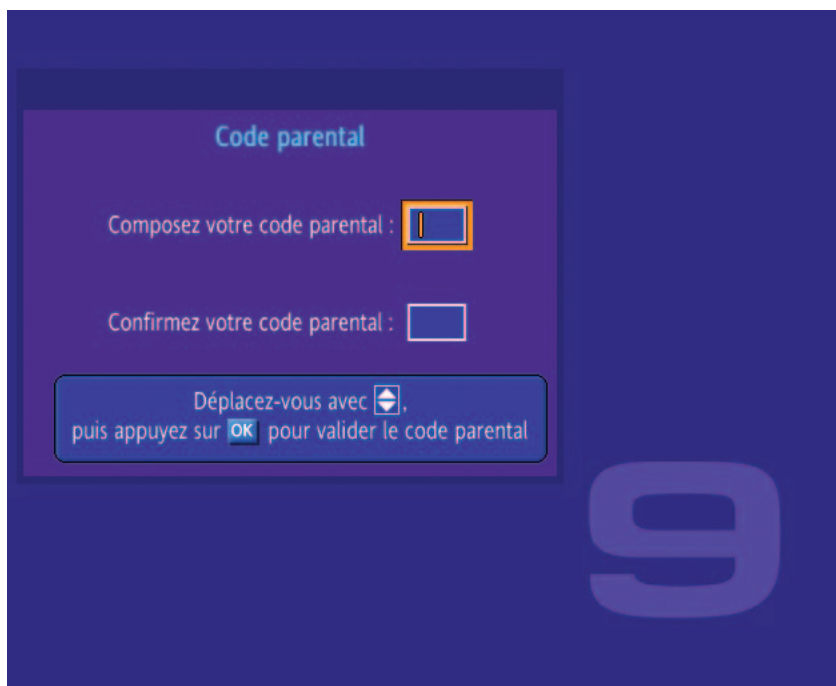 Code parental
Composez votre code parental :
Confirmez votre code parental :
Déplacez-vous avec ,
puis appuyez sur OK pour valider le code parental
9